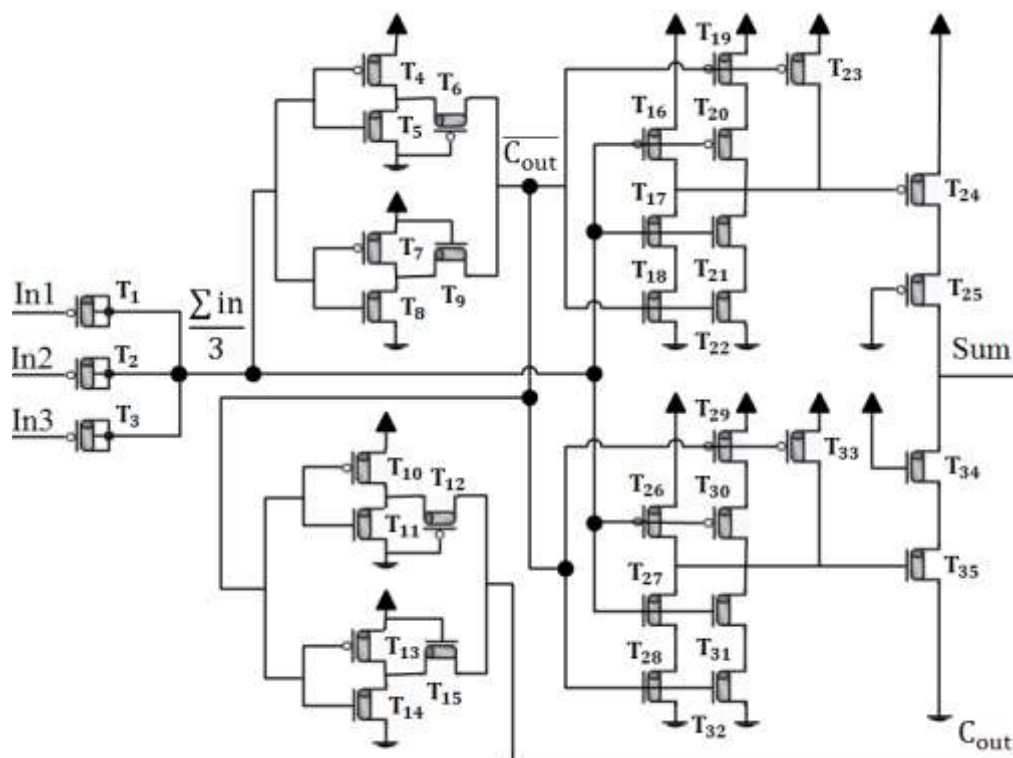 T₁₉
T₄
T₂₃
T₆
T₁₆
T₂₀
T₅
C̅o̅u̅t̅
T₁₇
T₂₄
T₇
T₁₈
T₂₁
T₂₅
In1
T₁
∑ in
3
T₉
T₈
T₂₂
Sum
In2
T₂
In3
T₃
T₂₉
T₃₃
T₁₀
T₁₂
T₂₆
T₃₀
T₃₄
T₁₁
T₂₇
T₃₅
T₁₃
T₂₈
T₃₁
T₁₅
T₁₄
T₃₂
Cₒᵤₜ